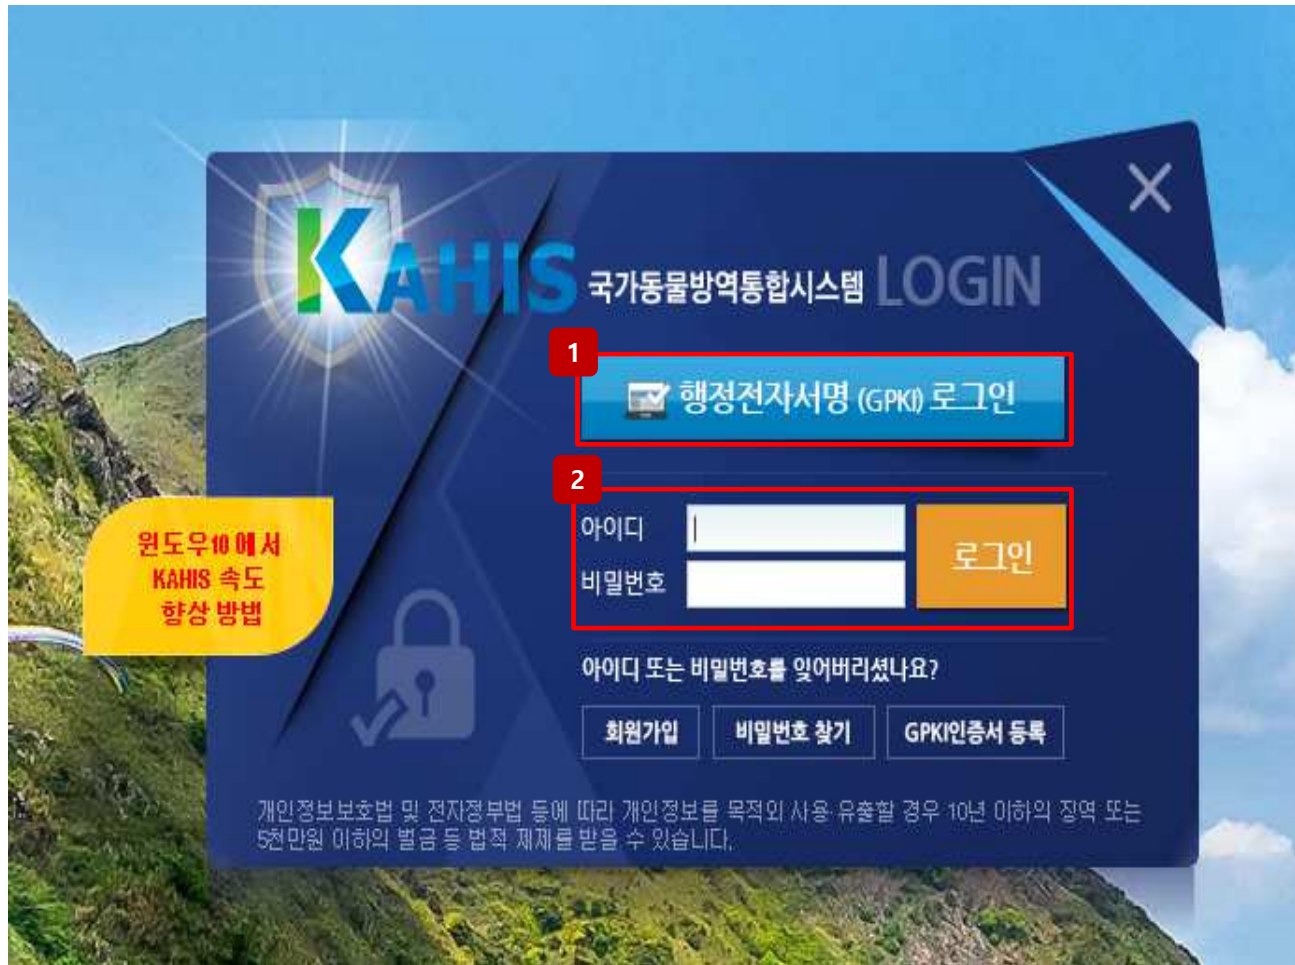 KAHIS 국가동물방역통합시스템 LOGIN
1
행정전자서명 (GPKI) 로그인
2
아이디
비밀번호
로그인
윈도우10에서
KAHIS 속도
향상 방법
아이디 또는 비밀번호를 잊어버리셨나요?
회원가입 비밀번호 찾기 GPKI인증서 등록
개인정보보호법 및 전자정부법 등에 따라 개인정보를 목적외 사용·유출할 경우 10년 이하의 징역 또는
5천만원 이하의 벌금 등 법적 제재를 받을 수 있습니다.